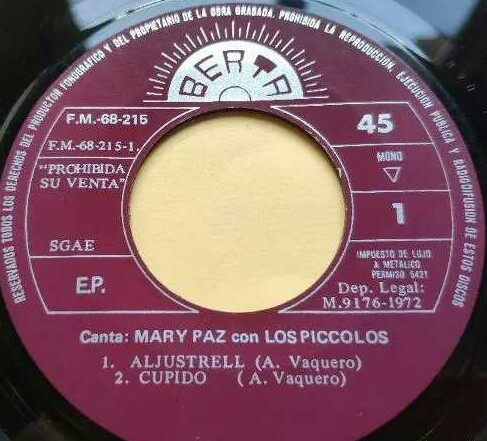 RESERVADOS TODOS LOS DERECHOS DEL PRODUCTOR FONOGRAFICO Y DEL PROPIETARIO DE LA OBRA GRABADA. PROHIBIDA LA REPRODUCCION, EJECUCION PUBLICA Y RADIODIFUSION DE ESTOS DISCOS
BERTA
F.M.-68-215
F.M.-68-215-1.
"PROHIBIDA
SU VENTA"
SGAE
E.P.
45
MONO
1
IMPUESTO DE LUJO
A METALICO
PERMISO 5421
Dep. Legal:
M.9176-1972
Canta: MARY PAZ con LOS PICCOLOS
1. ALJUSTRELL (A. Vaquero)
2. CUPIDO (A. Vaquero)